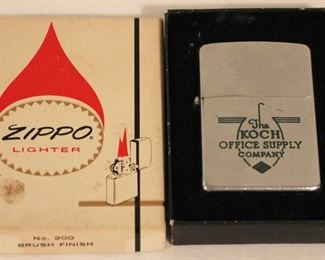 ZIPPO
LIGHTER
No. 200
BRUSH FINISH
The
KOCH
OFFICE SUPPLY
COMPANY